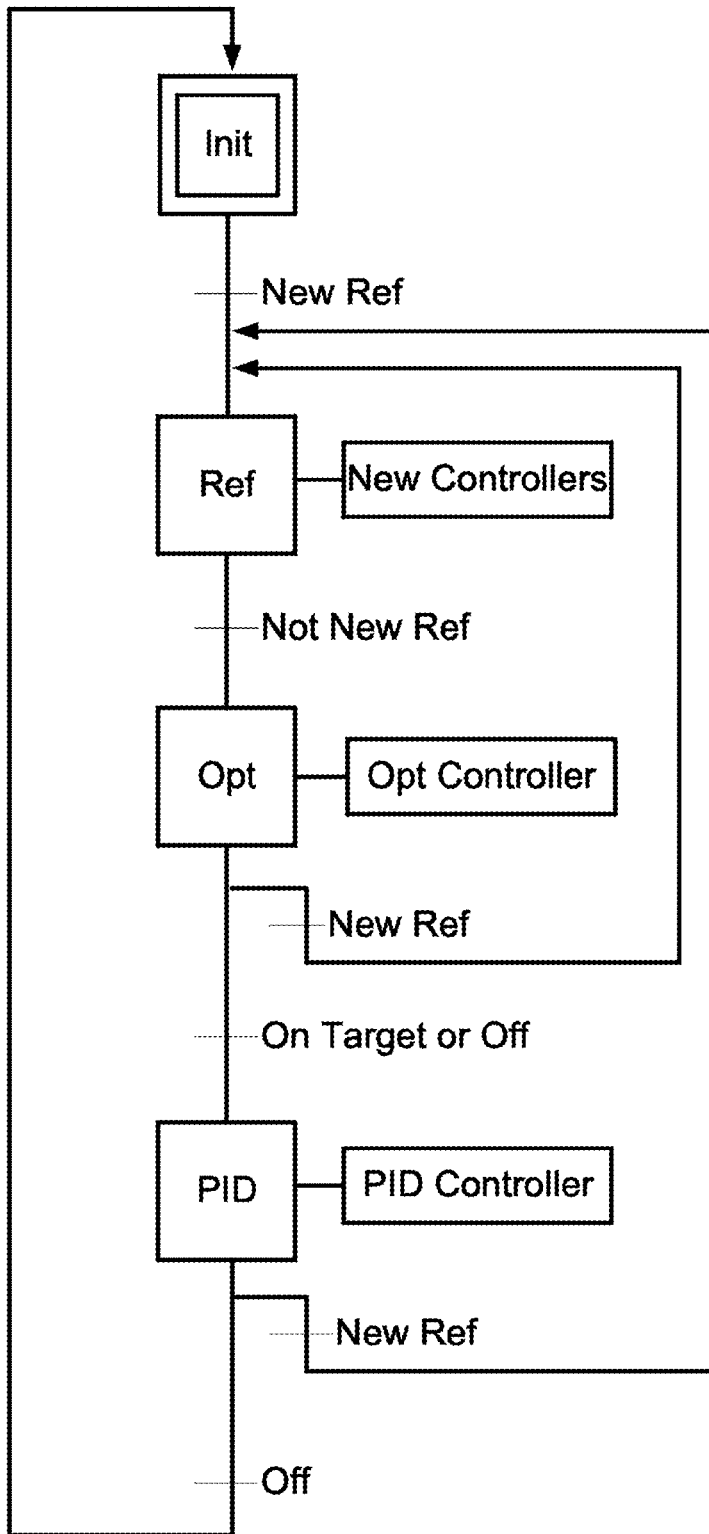 Init
New Ref
Ref
New Controllers
Not New Ref
Opt
Opt Controller
New Ref
On Target or Off
PID
PID Controller
New Ref
Off